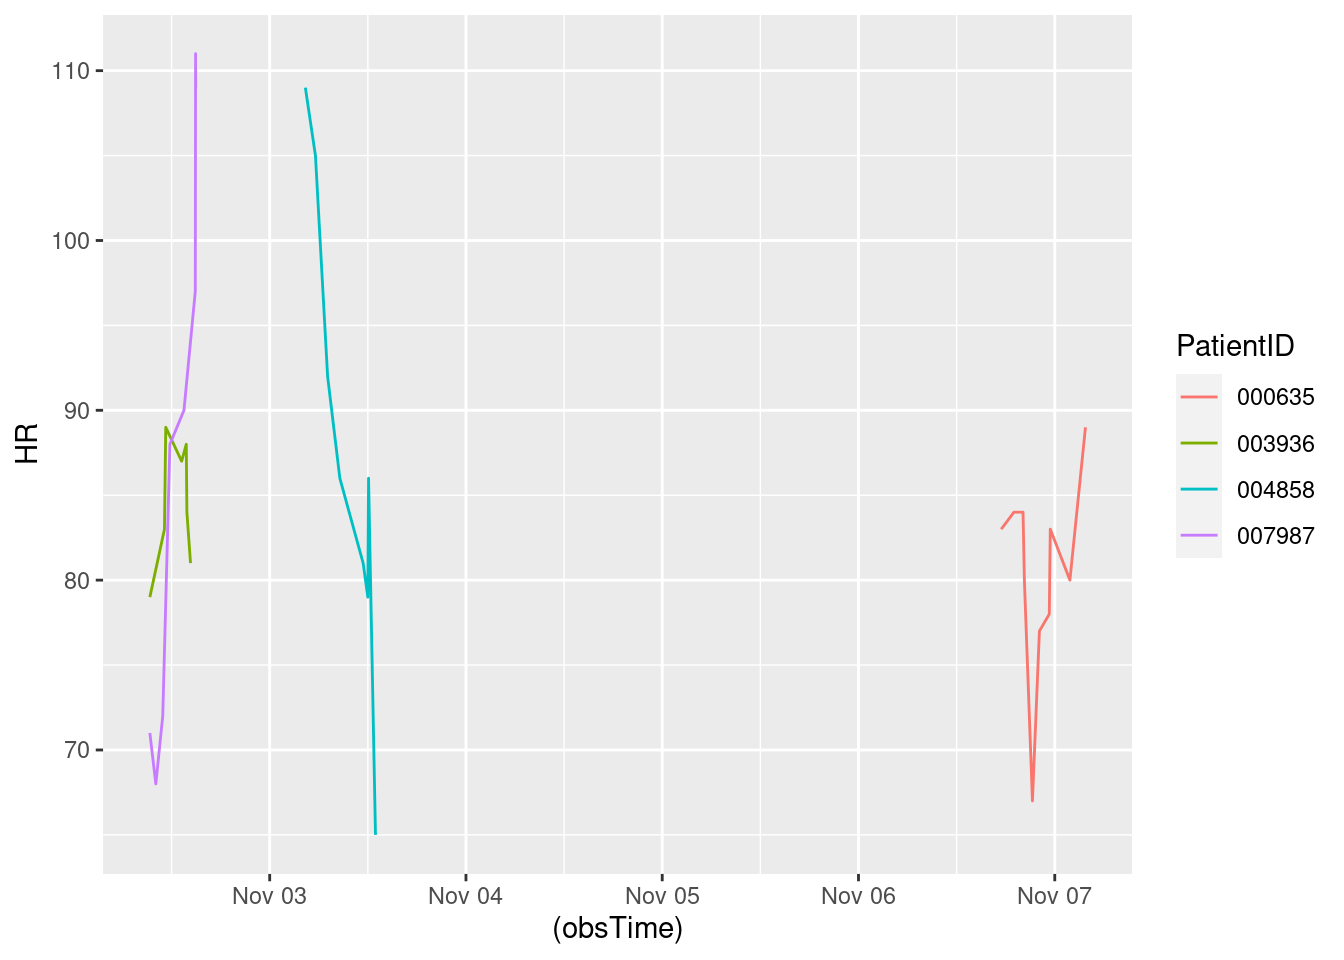 110
100
90
80
70
HR
Nov 03
Nov 04
Nov 05
Nov 06
Nov 07
(obsTime)
PatientID
000635
003936
004858
007987